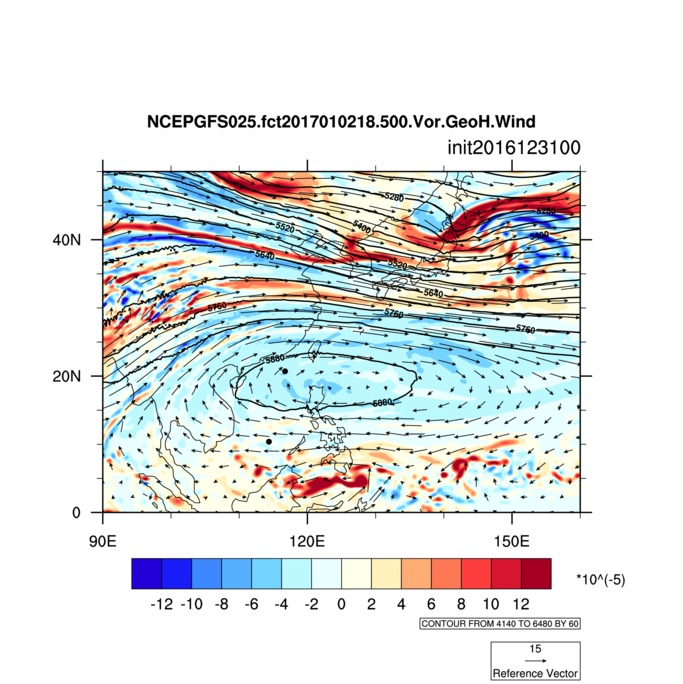 NCEPGFS025.fct2017010218.500.Vor.GeoH.Wind
init2016123100
5280
5280
5520
5400
5400
40N
5640
5520
5640
5760
5760
5760
5880
20N
5880
0
90E 120E 150E
-12 -10 -8 -6 -4 -2 0 2 4 6 8 10 12
*10^(-5)
CONTOUR FROM 4140 TO 6480 BY 60
15
Reference Vector